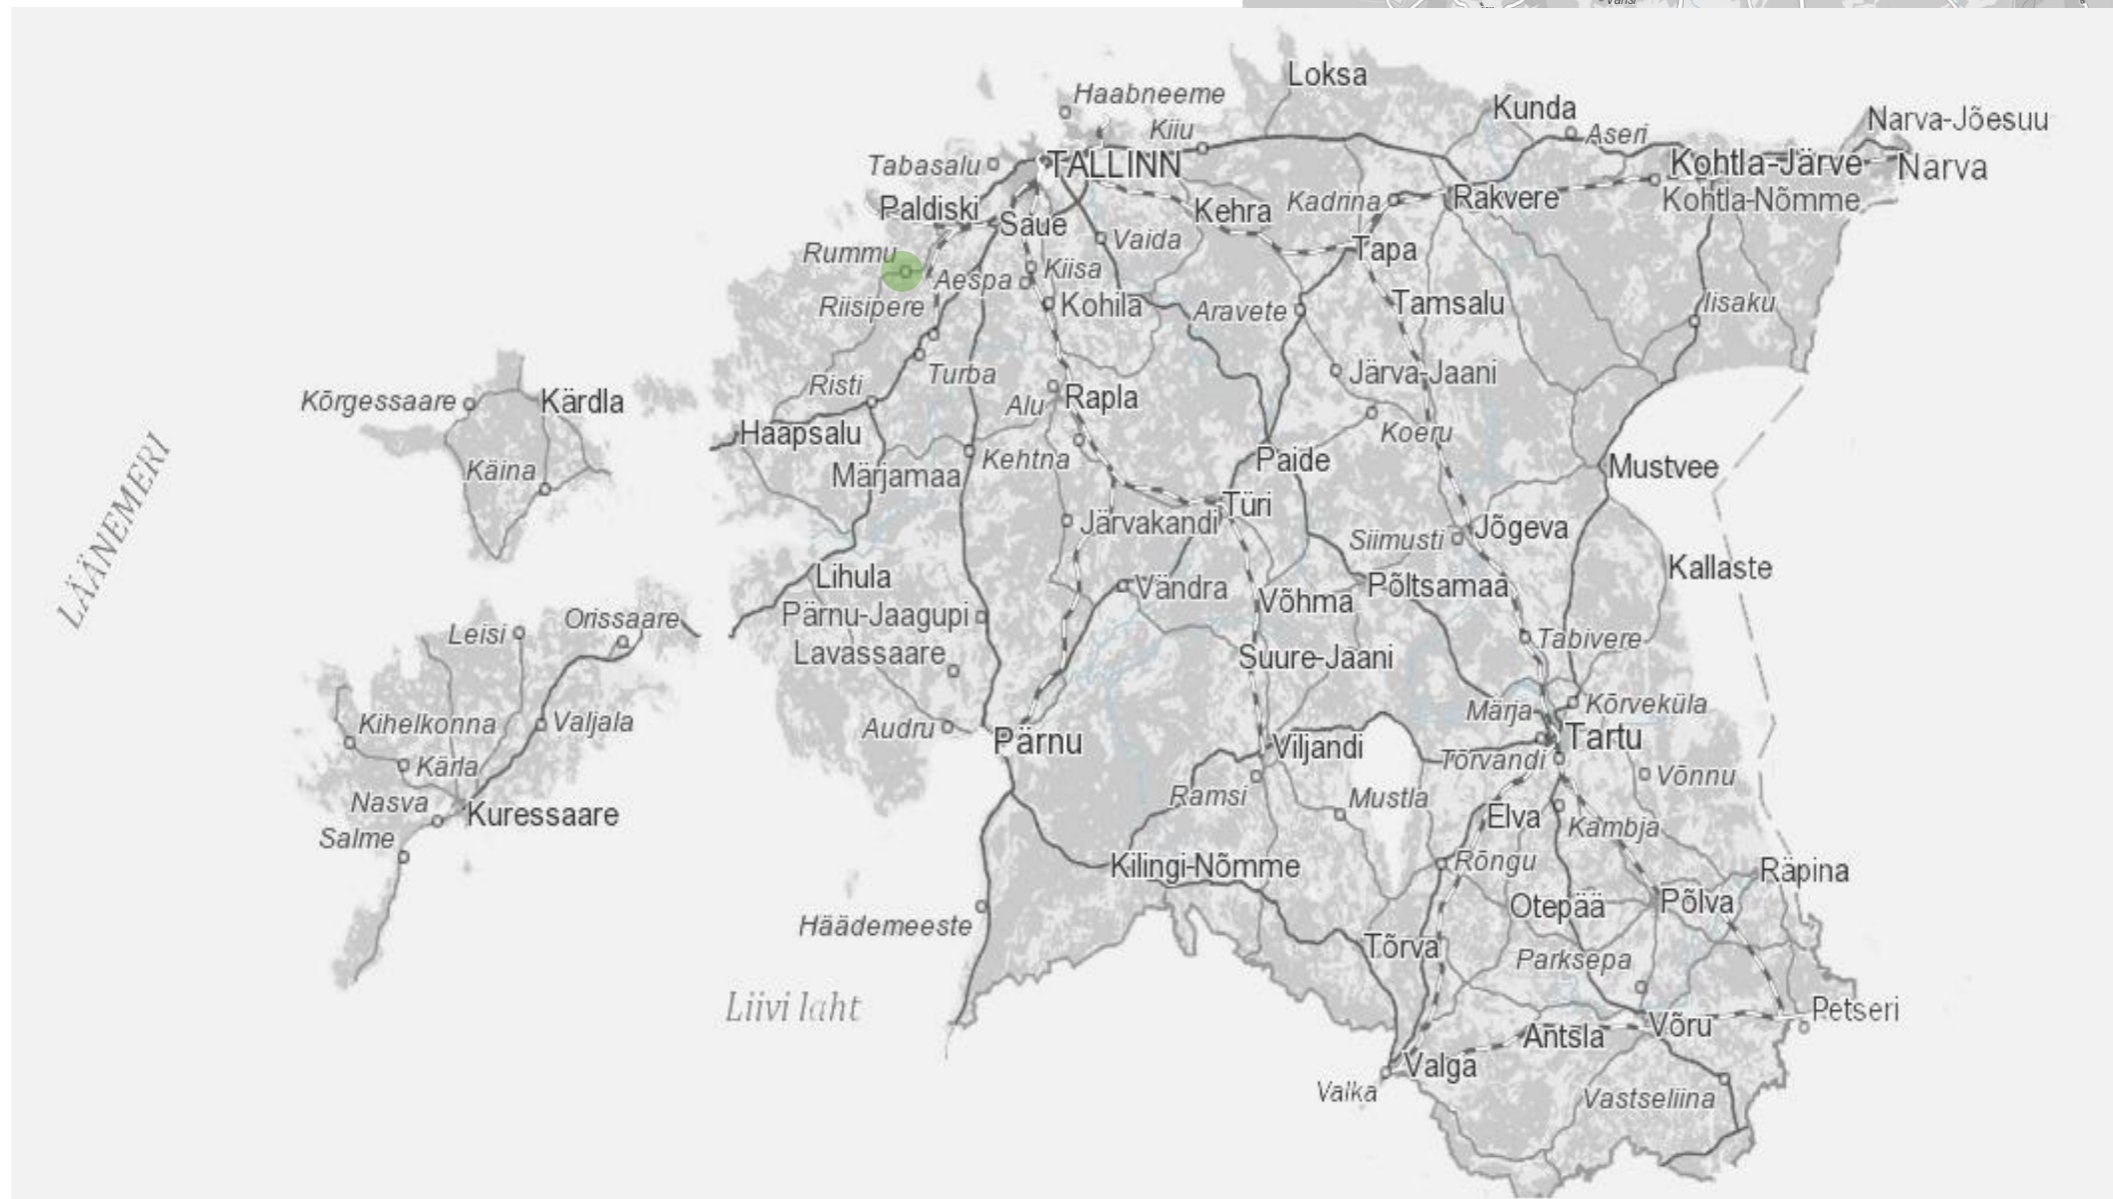 Loksa
Haabneeme
Kunda
Narva-Jõesuu
Kiiu
Aseri
Tabasalu
TALLINN
Kohtla-Järve
Narva
Paldiski
Saue
Kehra
Kadrina
Rakvere
Kohtla-Nõmme
Vaida
Tapa
Rummu
Aespa
Kiisa
Riisipere
Kohila
Aravete
Tamsalu
Iisaku
Risti
Turba
Järva-Jaani
Kõrgessaare
Kärdla
Alu
Rapla
Haapsalu
Koeru
Käina
Märjamaa
Kehtna
Paide
Mustvee
LÄÄNEMERI
Türi
Järvakandi
Siimusti
Jõgeva
Kallaste
Lihula
Vändra
Võhma
Põltsamaa
Leisi
Orissaare
Pärnu-Jaagupi
Tabivere
Lavassaare
Suure-Jaani
Kihelkonna
Valjala
Audru
Pärnu
Märja
Kõrveküla
Tartu
Viljandi
Tõrvandi
Kärla
Võnnu
Nasva
Kuressaare
Ramsi
Mustla
Elva
Kambja
Salme
Kilingi-Nõmme
Rõngu
Räpina
Häädemeeste
Otepää
Põlva
Tõrva
Parksepa
Liivi laht
Petseri
Antsla
Võru
Valga
Valka
Vastseliina